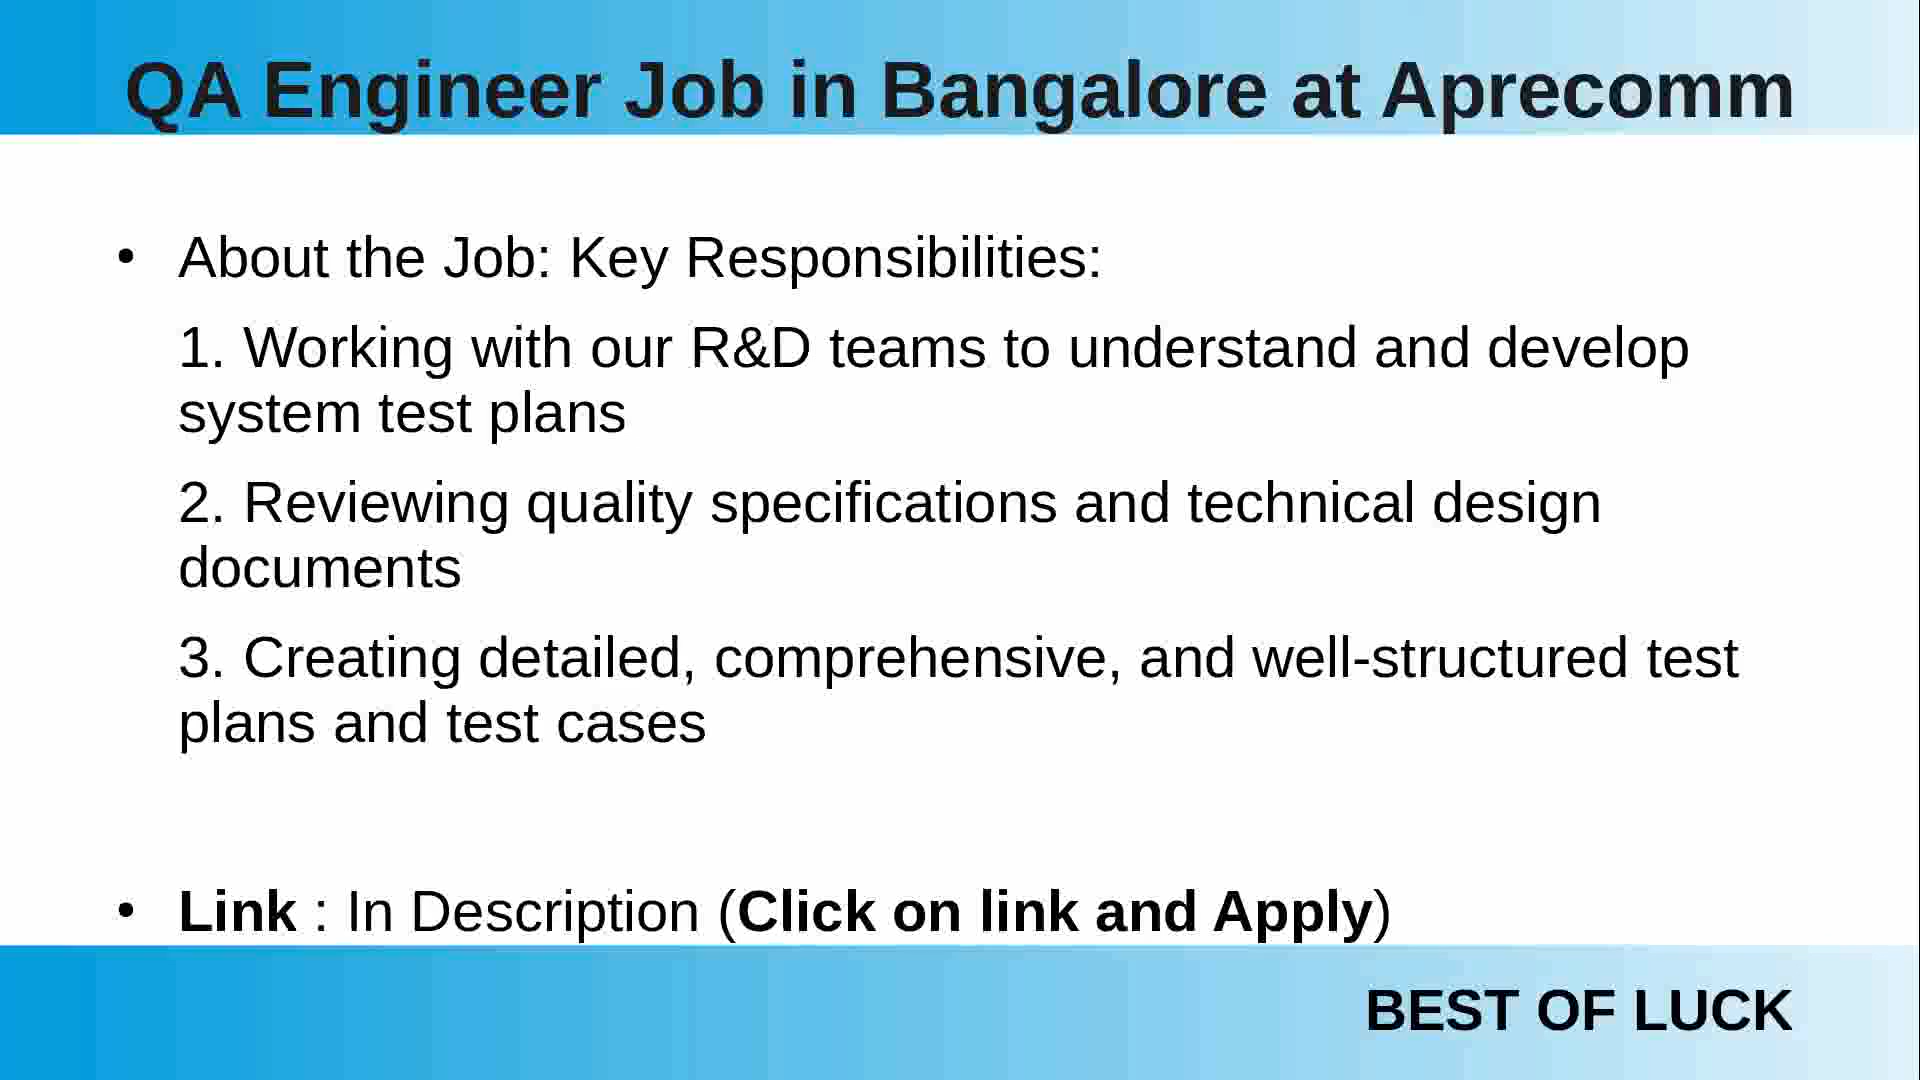 QA Engineer Job in Bangalore at Aprecomm
• About the Job: Key Responsibilities:
1. Working with our R&D teams to understand and develop
system test plans
2. Reviewing quality specifications and technical design
documents
3. Creating detailed, comprehensive, and well-structured test
plans and test cases
• Link : In Description (Click on link and Apply)
BEST OF LUCK